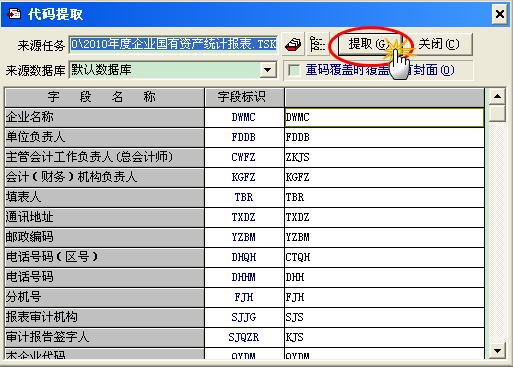 代码提取
来源任务 0\2010年度企业国有资产统计报表.TSK 提取(G) 关闭(C)
来源数据库 默认数据库 重码覆盖时覆盖 有封面(O)
字 段 名 称 字段标识
企业名称 DWMC DWMC
单位负责人 FDDB FDDB
主管会计工作负责人(总会计师) CWFZ ZKJS
会计(财务)机构负责人 KGFZ KGFZ
填表人 TBR TBR
通讯地址 TXDZ TXDZ
邮政编码 YZBM YZBM
电话号码(区号) DHQH CTQH
电话号码 DHHM DHH
分机号 FJH FJH
报表审计机构 SJJG SJS
审计报告签字人 SJQZR KJS
本企业代码 QYDM QYDM